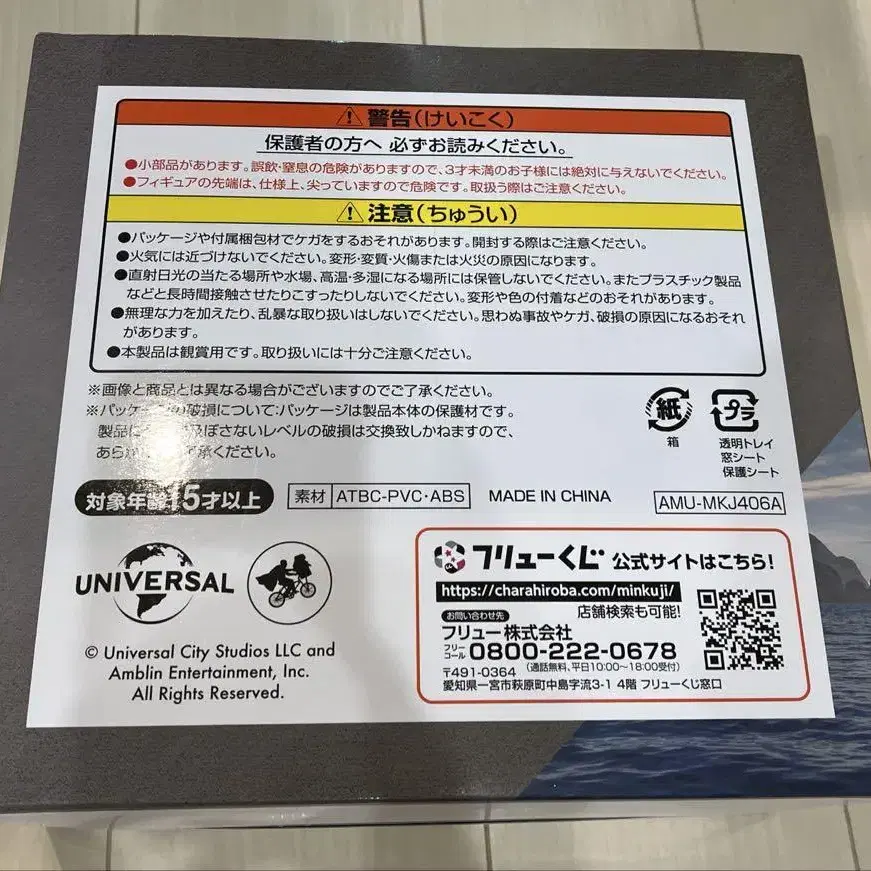 警告(けいこく)
保護者の方へ 必ずお読みください。
●小部品があります。誤飲・窒息の危険がありますので、3才未満のお子様には絶対に与えないでください。
●フィギュアの先端は、仕様上、尖っていますので危険です。取扱う際はご注意ください。
注意(ちゅうい)
●パッケージや付属梱包材でケガをするおそれがあります。開封する際はご注意ください。
●火気には近づけないでください。変形・変質・火傷または火災の原因になります。
●直射日光の当たる場所や水場、高温・多湿になる場所には保管しないでください。またプラスチック製品
などと長時間接触させたりこすったりしないでください。変形や色の付着などのおそれがあります。
●無理な力を加えたり、乱暴な取り扱いはしないでください。思わぬ事故やケガ、破損の原因になるおそれ
があります。
●本製品は観賞用です。取り扱いには十分ご注意ください。
※画像と商品とは異なる場合がございますのでご了承ください。
※パッケージの破損について:パッケージは製品本体の保護材です。
製品に ぼさないレベルの破損は交換致しかねますので、
あら ご了承ください。
紙
箱
プラ
透明トレイ
窓シート
保護シート
対象年齢15才以上
素材 ATBC-PVC・ABS
MADE IN CHINA
AMU-MKJ406A
UNIVERSAL
© Universal City Studios LLC and
Amblin Entertainment, Inc.
All Rights Reserved.
フリューくじ 公式サイトはこちら!
https://charahiroba.com/minkuji/
店舗検索も可能!
お問い合わせ先
フリュー株式会社
フリーコール 0800-222-0678
〒491-0364 (通話無料、平日10:00〜18:00受付)
愛知県一宮市萩原町中島字流3-1 4階 フリューくじ窓口